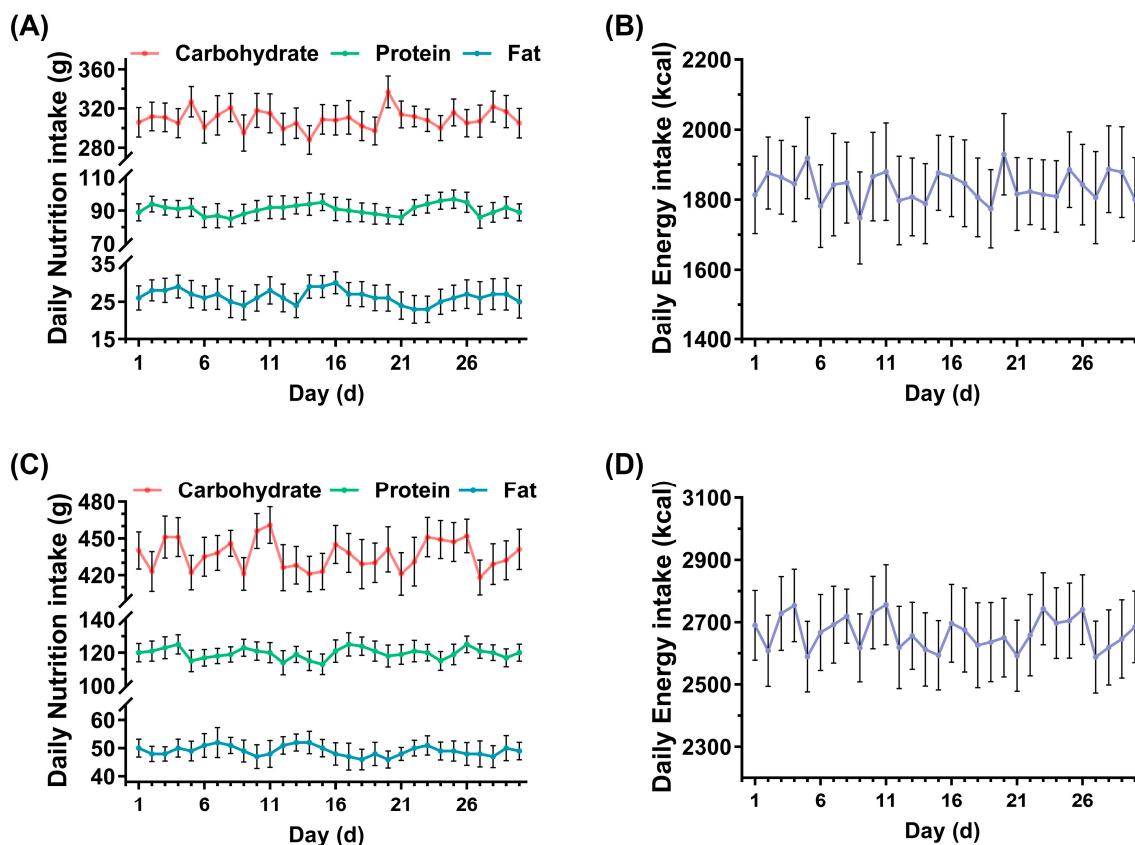 (A)
Carbohydrate Protein Fat
Daily Nutrition intake (g)
360
320
280
110
90
70
35
25
15
1 6 11 16 21 26
Day (d)
(B)
Daily Energy intake (kcal)
2200
2000
1800
1600
1400
1 6 11 16 21 26
Day (d)
(C)
Carbohydrate Protein Fat
Daily Nutrition intake (g)
480
450
420
140
120
100
60
50
40
1 6 11 16 21 26
Day (d)
(D)
Daily Energy intake (kcal)
3100
2900
2700
2500
2300
1 6 11 16 21 26
Day (d)